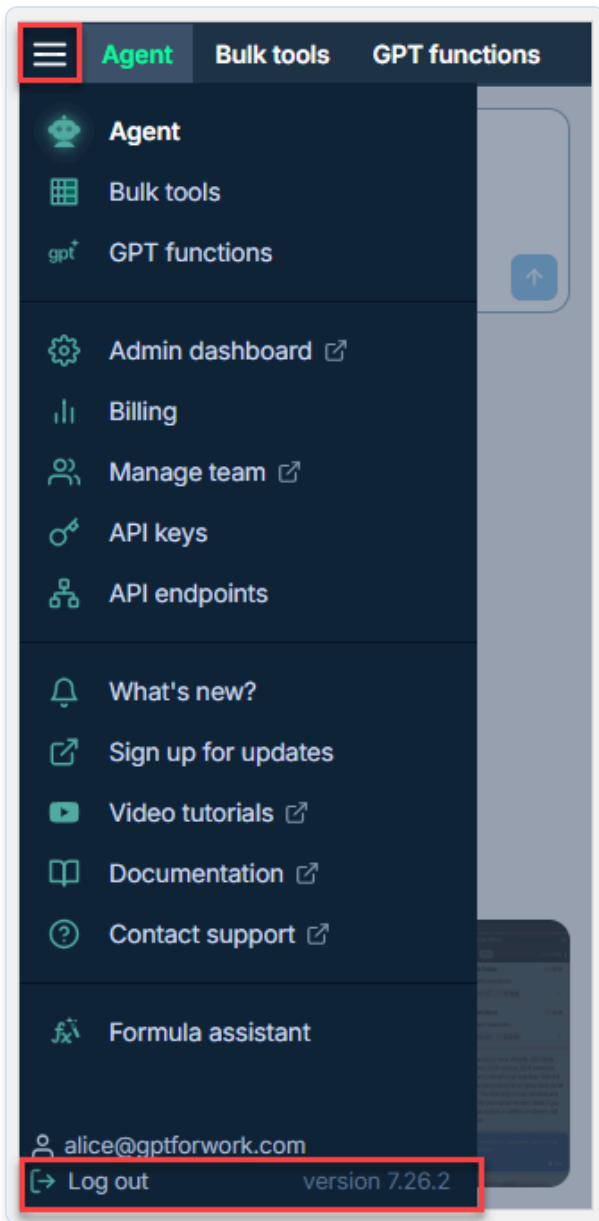 Agent Bulk tools GPT functions
Agent
Bulk tools
gpt+ GPT functions
Admin dashboard
Billing
Manage team
API keys
API endpoints
What's new?
Sign up for updates
Video tutorials
Documentation
Contact support
fx Formula assistant
alice@gptforwork.com
Log out version 7.26.2